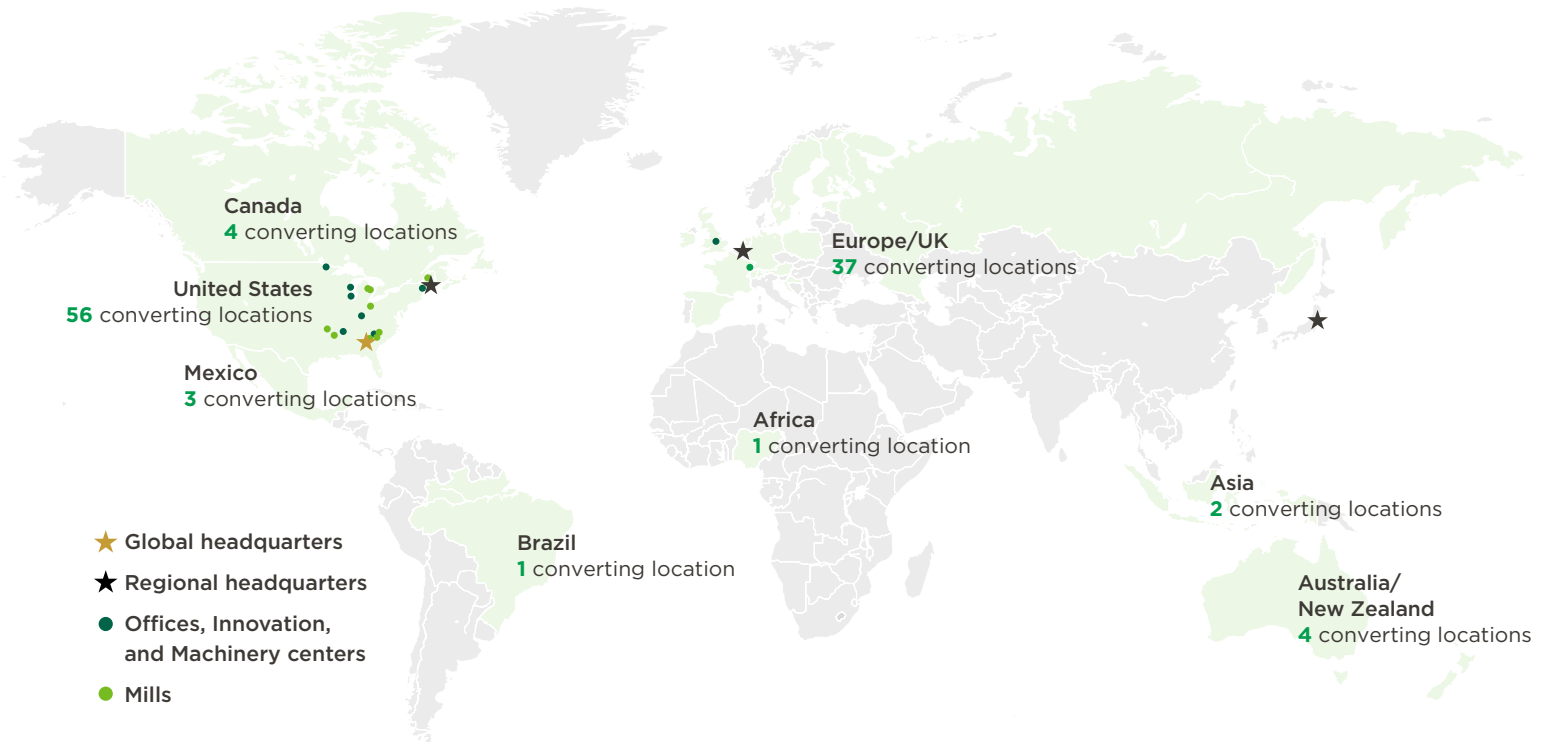 Canada
4 converting locations
United States
56 converting locations
Mexico
3 converting locations
Europe/UK
37 converting locations
Africa
1 converting location
Asia
2 converting locations
Brazil
1 converting location
Australia/
New Zealand
4 converting locations
Global headquarters
Regional headquarters
Offices, Innovation,
and Machinery centers
Mills